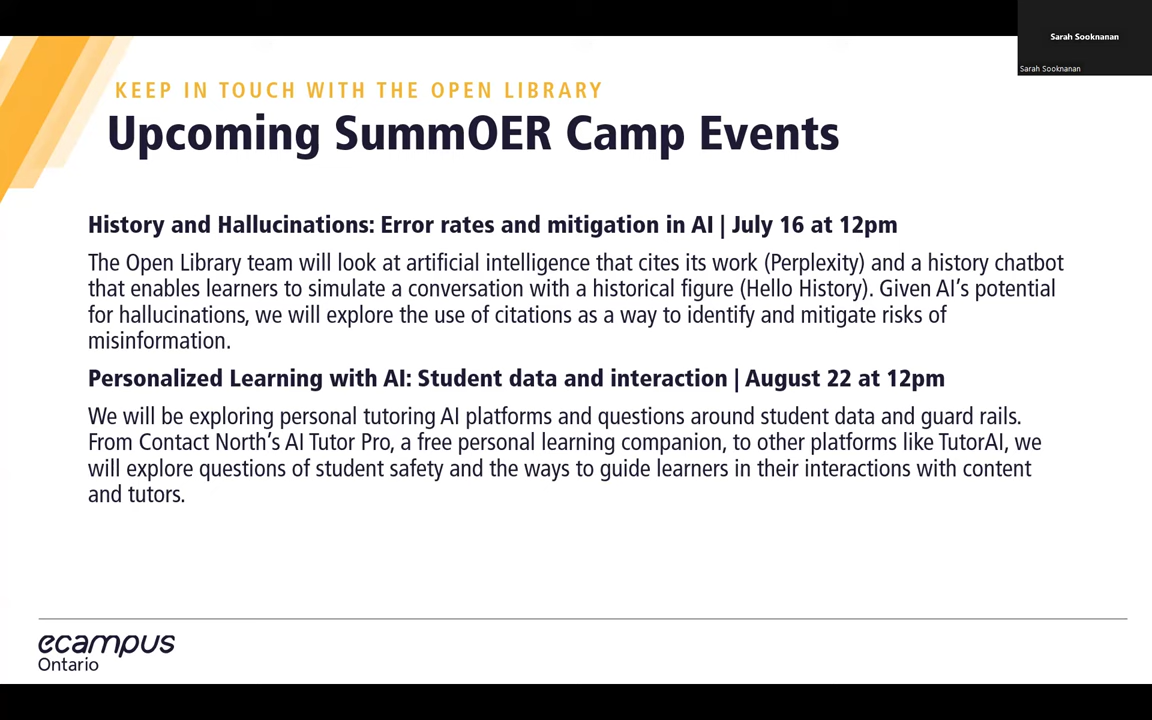 Sarah Sooknanan
Sarah Sooknanan
KEEP IN TOUCH WITH THE OPEN LIBRARY
Upcoming SummOER Camp Events
History and Hallucinations: Error rates and mitigation in AI | July 16 at 12pm
The Open Library team will look at artificial intelligence that cites its work (Perplexity) and a history chatbot
that enables learners to simulate a conversation with a historical figure (Hello History). Given AI’s potential
for hallucinations, we will explore the use of citations as a way to identify and mitigate risks of
misinformation.
Personalized Learning with AI: Student data and interaction | August 22 at 12pm
We will be exploring personal tutoring AI platforms and questions around student data and guard rails.
From Contact North’s AI Tutor Pro, a free personal learning companion, to other platforms like TutorAI, we
will explore questions of student safety and the ways to guide learners in their interactions with content
and tutors.
ecampus
Ontario